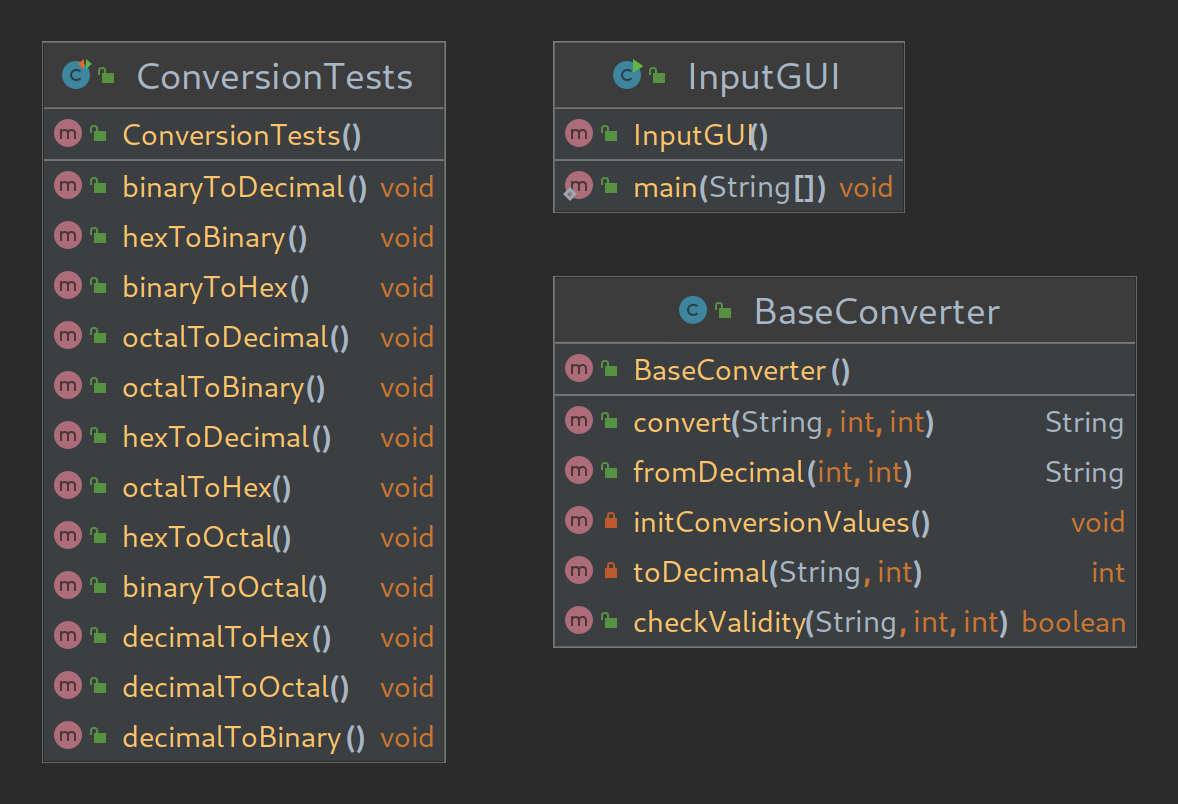 ConversionTests
ConversionTests()
binaryToDecimal() void
hexToBinary() void
binaryToHex() void
octalToDecimal() void
octalToBinary() void
hexToDecimal() void
octalToHex() void
hexToOctal() void
binaryToOctal() void
decimalToHex() void
decimalToOctal() void
decimalToBinary() void
InputGUI
InputGUI()
main(String[]) void
BaseConverter
BaseConverter()
convert(String, int, int) String
fromDecimal(int, int) String
initConversionValues() void
toDecimal(String, int) int
checkValidity(String, int, int) boolean